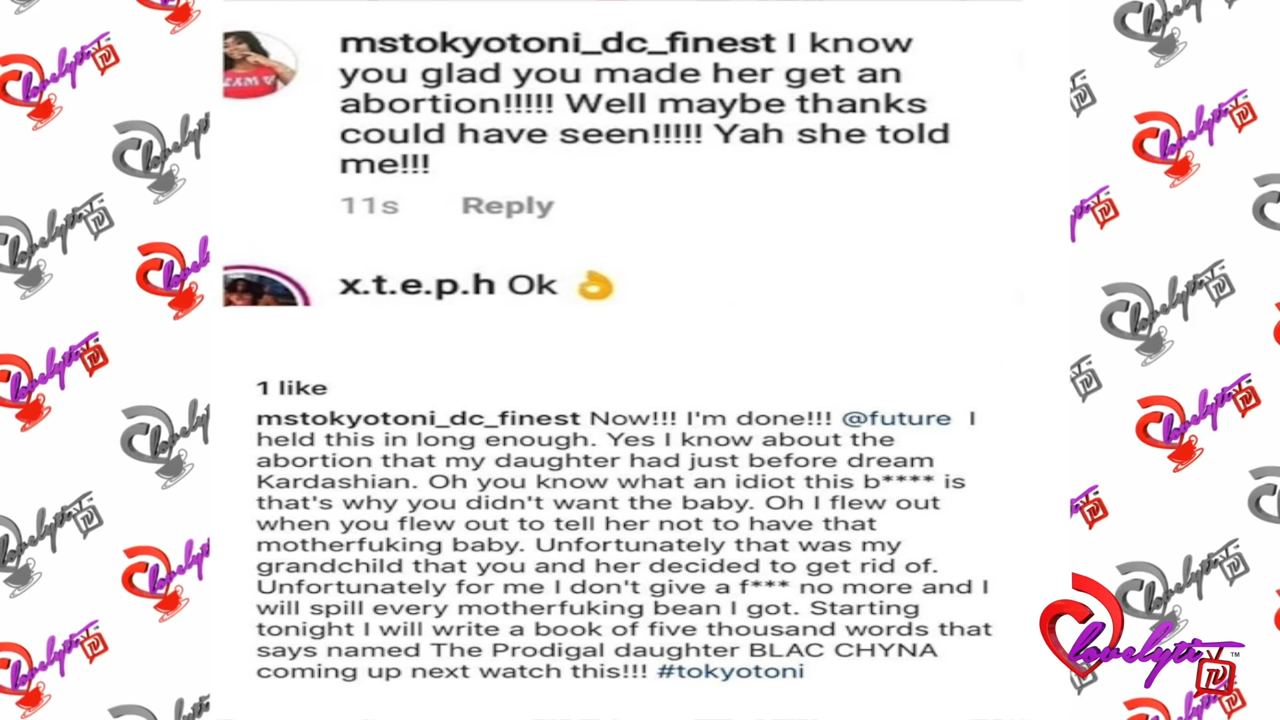 mstokyotoni_dc_finest I know
you glad you made her get an
abortion!!!!! Well maybe thanks
could have seen!!!!! Yah she told
me!!!
11s Reply
x.t.e.p.h Ok 👌
1 like
mstokyotoni_dc_finest Now!!! I'm done!!! @future I
held this in long enough. Yes I know about the
abortion that my daughter had just before dream
Kardashian. Oh you know what an idiot this b**** is
that's why you didn't want the baby. Oh I flew out
when you flew out to tell her not to have that
motherfuking baby. Unfortunately that was my
grandchild that you and her decided to get rid of.
Unfortunately for me I don't give a f*** no more and I
will spill every motherfuking bean I got. Starting
tonight I will write a book of five thousand words that
says named The Prodigal daughter BLAC CHYNA
coming up next watch this!!! #tokyotoni
lovelyti TV™